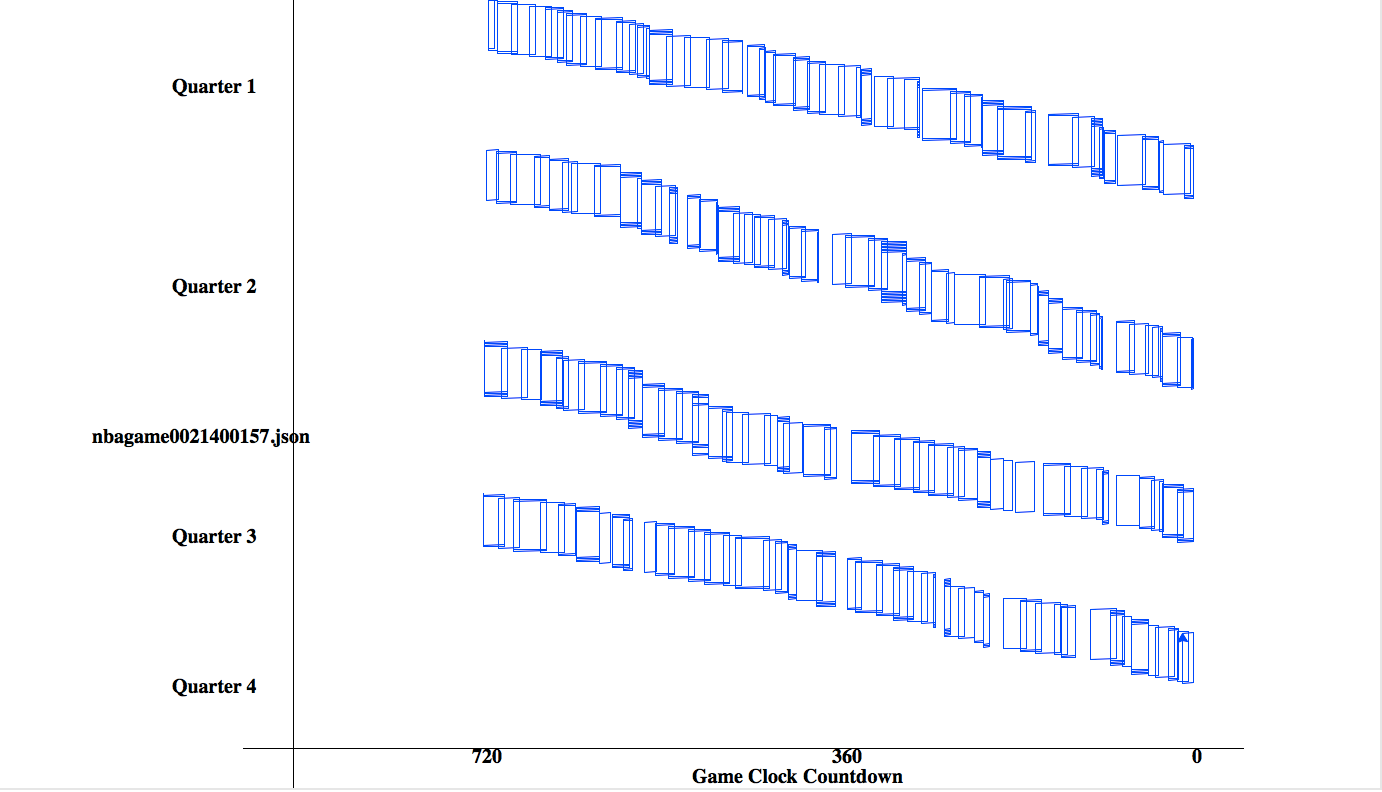 Quarter 1
Quarter 2
nbagame0021400157.json
Quarter 3
Quarter 4
720 360 0
Game Clock Countdown